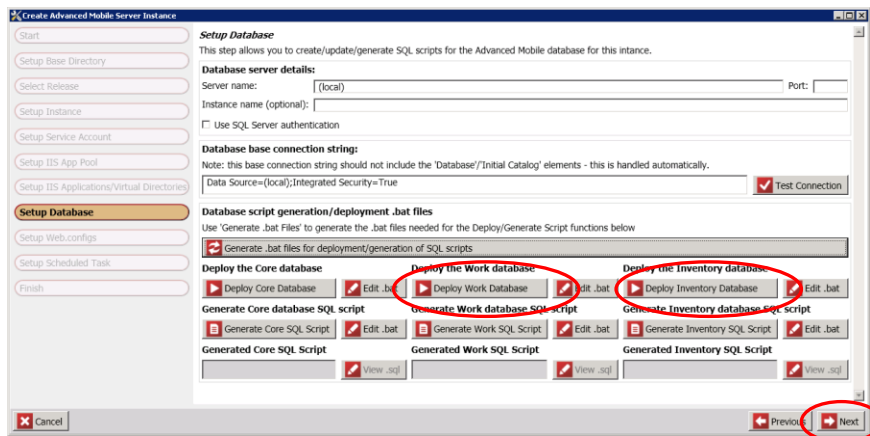 Create Advanced Mobile Server Instance
Start
Setup Base Directory
Select Release
Setup Instance
Setup Service Account
Setup IIS App Pool
Setup IIS Applications/Virtual Directories
Setup Database
Setup Web.configs
Setup Scheduled Task
Finish
Setup Database
This step allows you to create/update/generate SQL scripts for the Advanced Mobile database for this intance.
Database server details:
Server name: (local) Port:
Instance name (optional):
Use SQL Server authentication
Database base connection string:
Note: this base connection string should not include the 'Database'/'Initial Catalog' elements - this is handled automatically.
Data Source=(local);Integrated Security=True Test Connection
Database script generation/deployment .bat files
Use 'Generate .bat Files' to generate the .bat files needed for the Deploy/Generate Script functions below
Generate .bat files for deployment/generation of SQL scripts
Deploy the Core database Deploy the Work database Deploy the Inventory database
Deploy Core Database Edit .bat Deploy Work Database Edit .bat Deploy Inventory Database Edit .bat
Generate Core database SQL script Generate Work database SQL script Generate Inventory database SQL script
Generate Core SQL Script Edit .bat Generate Work SQL Script Edit .bat Generate Inventory SQL Script Edit .bat
Generated Core SQL Script Generated Work SQL Script Generated Inventory SQL Script
View .sql View .sql View .sql
Cancel Previous Next